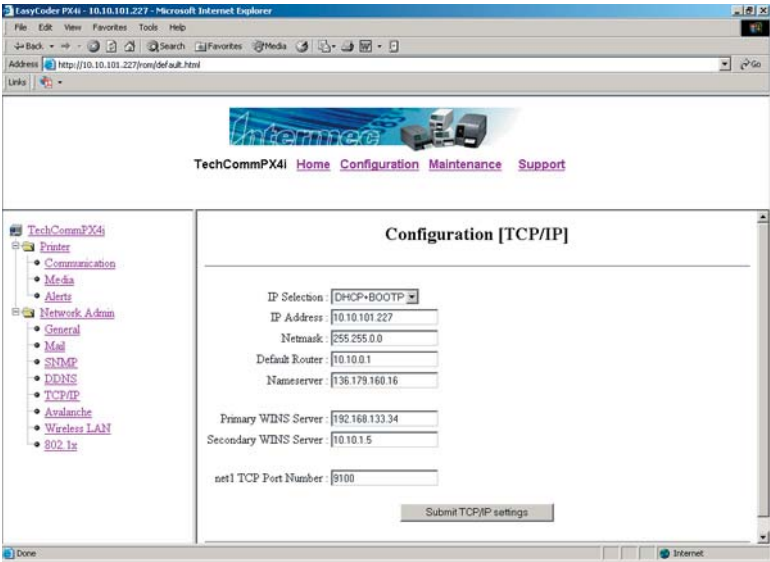 EasyCoder PX4i - 10.10.101.227 - Microsoft Internet Explorer
File Edit View Favorites Tools Help
Back Search Favorites Media
Address http://10.10.101.227/rom/default.html Go
Links
Intermec
TechCommPX4i Home Configuration Maintenance Support
TechCommPX4i
Printer
Communication
Media
Alerts
Network Admin
General
Mail
SNMP
DDNS
TCP/IP
Avalanche
Wireless LAN
802.1x
Configuration [TCP/IP]
IP Selection : DHCP+BOOTP
IP Address : 10.10.101.227
Netmask : 255.255.0.0
Default Router : 10.10.0.1
Nameserver : 136.179.160.16
Primary WINS Server : 192.168.133.34
Secondary WINS Server : 10.10.1.5
net1 TCP Port Number : 9100
Submit TCP/IP settings
Done Internet